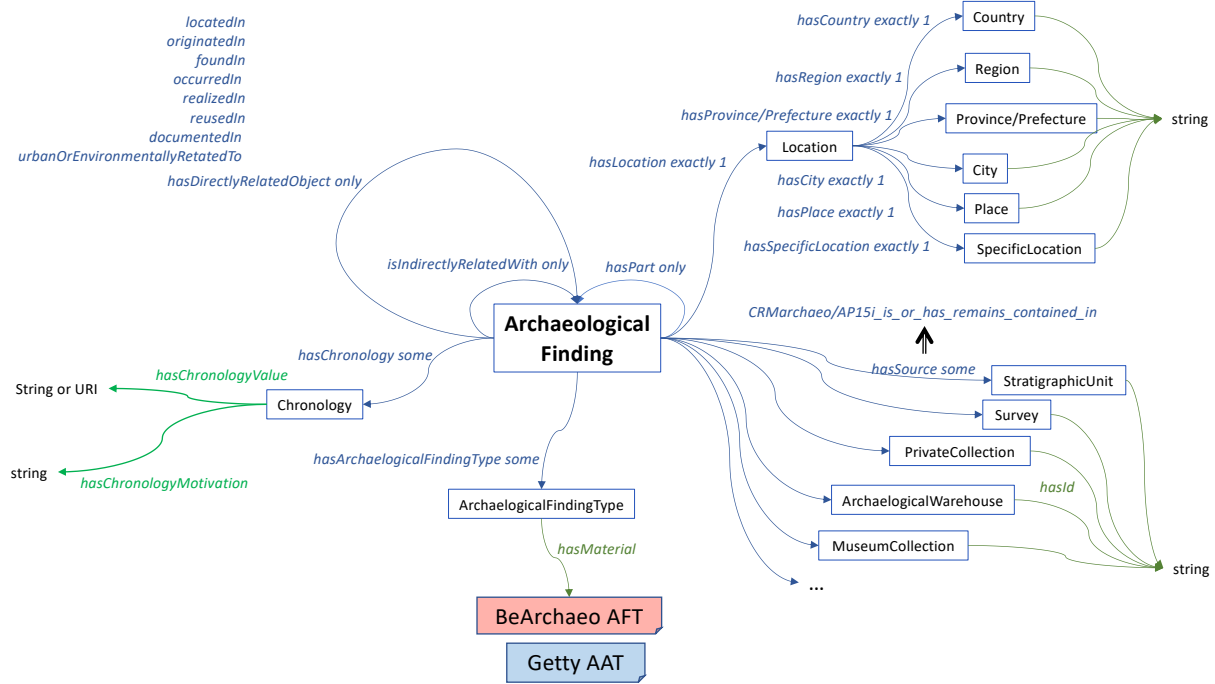 locatedIn
originatedIn
foundIn
occurredIn
realizedIn
reusedIn
documentedIn
urbanOrEnvironmentallyRetatedTo
hasDirectlyRelatedObject only
isIndirectlyRelatedWith only
hasPart only
Archaeological
Finding
hasLocation exactly 1
Location
hasCountry exactly 1
Country
hasRegion exactly 1
Region
hasProvince/Prefecture exactly 1
Province/Prefecture
string
hasCity exactly 1
City
hasPlace exactly 1
Place
hasSpecificLocation exactly 1
SpecificLocation
CRMarchaeo/AP15i_is_or_has_remains_contained_in
hasSource some
StratigraphicUnit
Survey
PrivateCollection
ArchaelogicalWarehouse
hasId
MuseumCollection
...
string
hasChronology some
Chronology
hasChronologyValue
String or URI
string
hasChronologyMotivation
hasArchaelogicalFindingType some
ArchaelogicalFindingType
hasMaterial
BeArchaeo AFT
Getty AAT